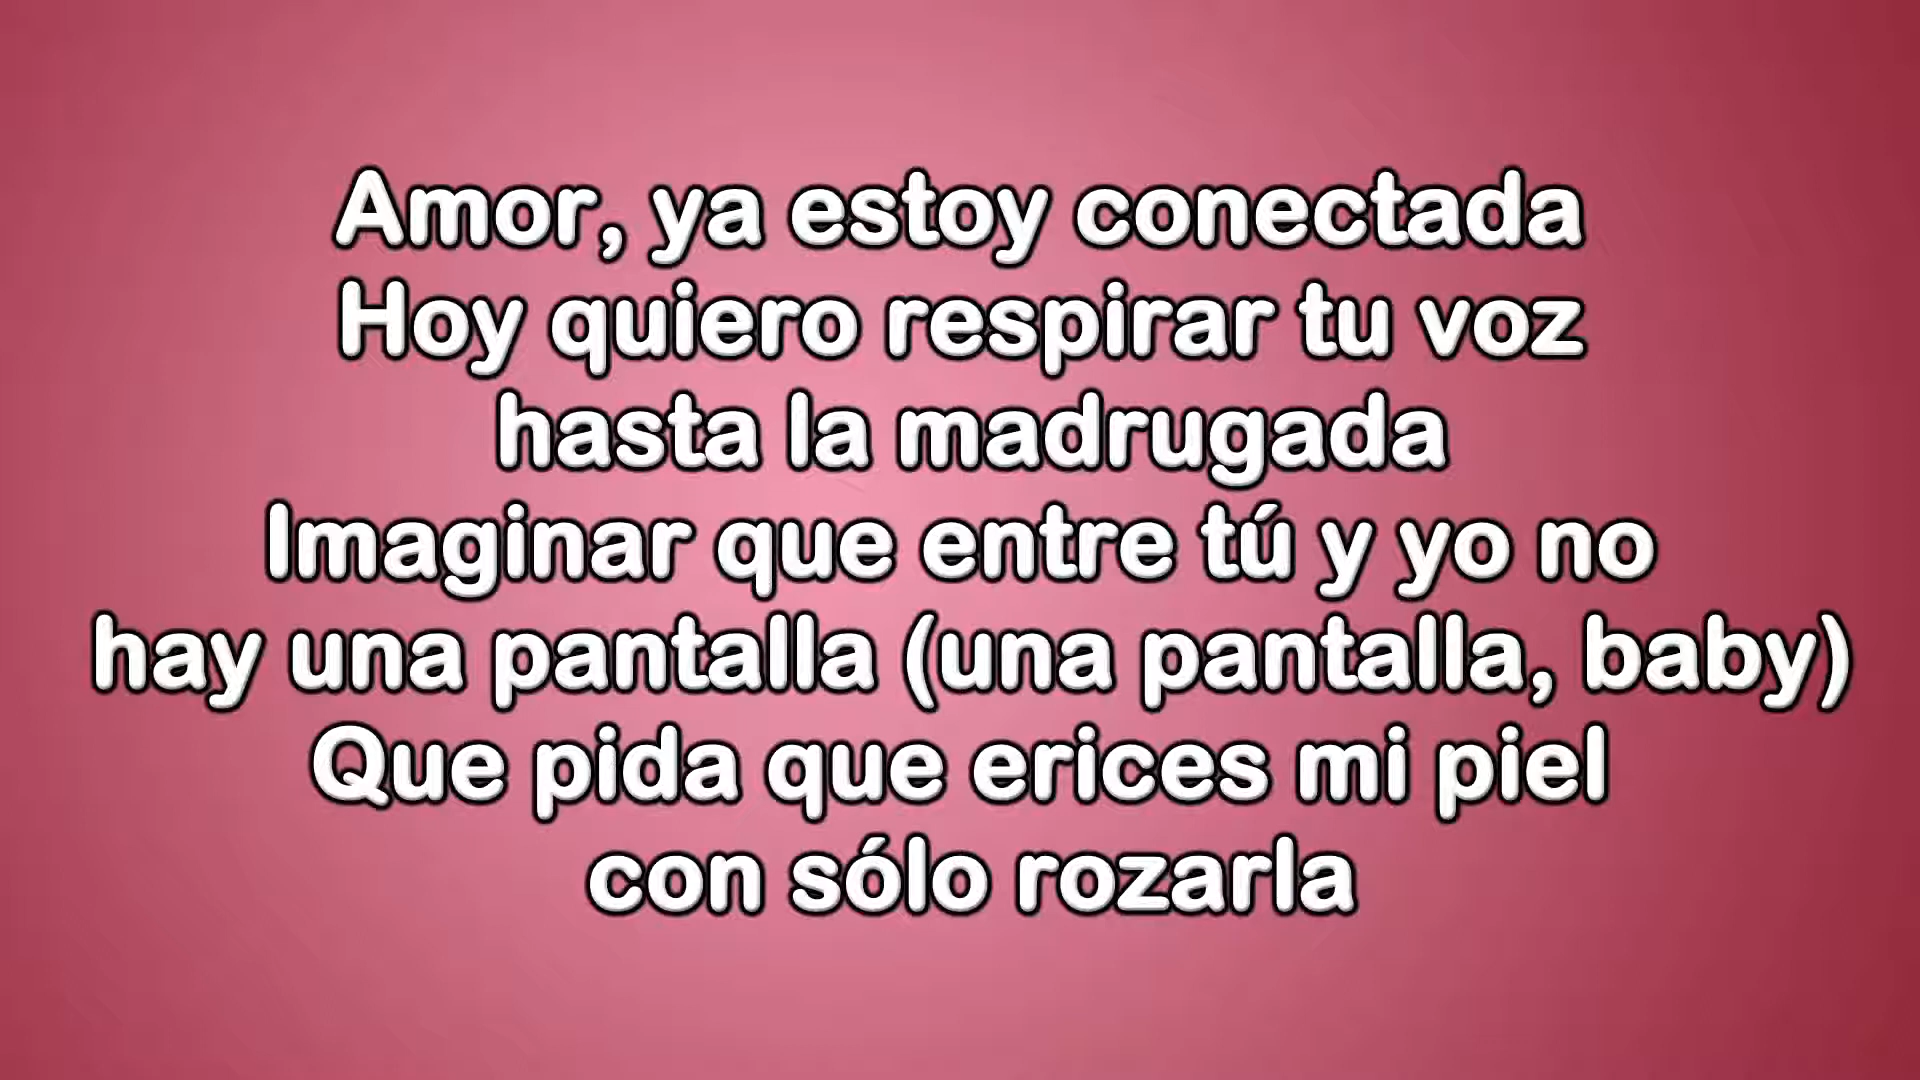 Amor, ya estoy conectada
Hoy quiero respirar tu voz
hasta la madrugada
Imaginar que entre tú y yo no
hay una pantalla (una pantalla, baby)
Que pida que erices mi piel
con sólo rozarla